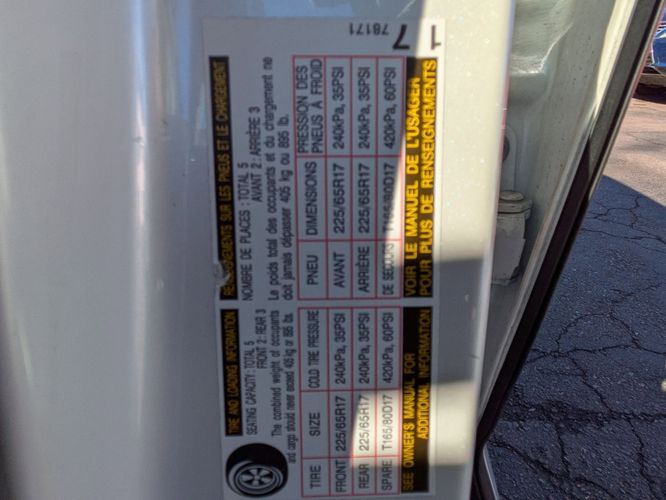 TIRE AND LOADING INFORMATION
SEATING CAPACITY: TOTAL 5
FRONT 2: REAR 3
The combined weight of occupants
and cargo should never exceed 405 kg or 895 lbs.
TIRE SIZE COLD TIRE PRESSURE
FRONT 225/65R17 240kPa, 35PSI
REAR 225/65R17 240kPa, 35PSI
SPARE T165/80D17 420kPa, 60PSI
SEE OWNER'S MANUAL FOR
ADDITIONAL INFORMATION
RENSEIGNEMENTS SUR LES PNEUS ET LE CHARGEMENT
NOMBRE DE PLACES : TOTAL 5
AVANT 2 : ARRIÈRE 3
Le poids total des occupants et du chargement ne
doit jamais dépasser 405 kg ou 895 lb.
PNEU DIMENSIONS PRESSION DES
PNEUS À FROID
AVANT 225/65R17 240kPa, 35PSI
ARRIÈRE 225/65R17 240kPa, 35PSI
DE SECOURS T165/80D17 420kPa, 60PSI
VOIR LE MANUEL DE L'USAGER
POUR PLUS DE RENSEIGNEMENTS
78171
1 7